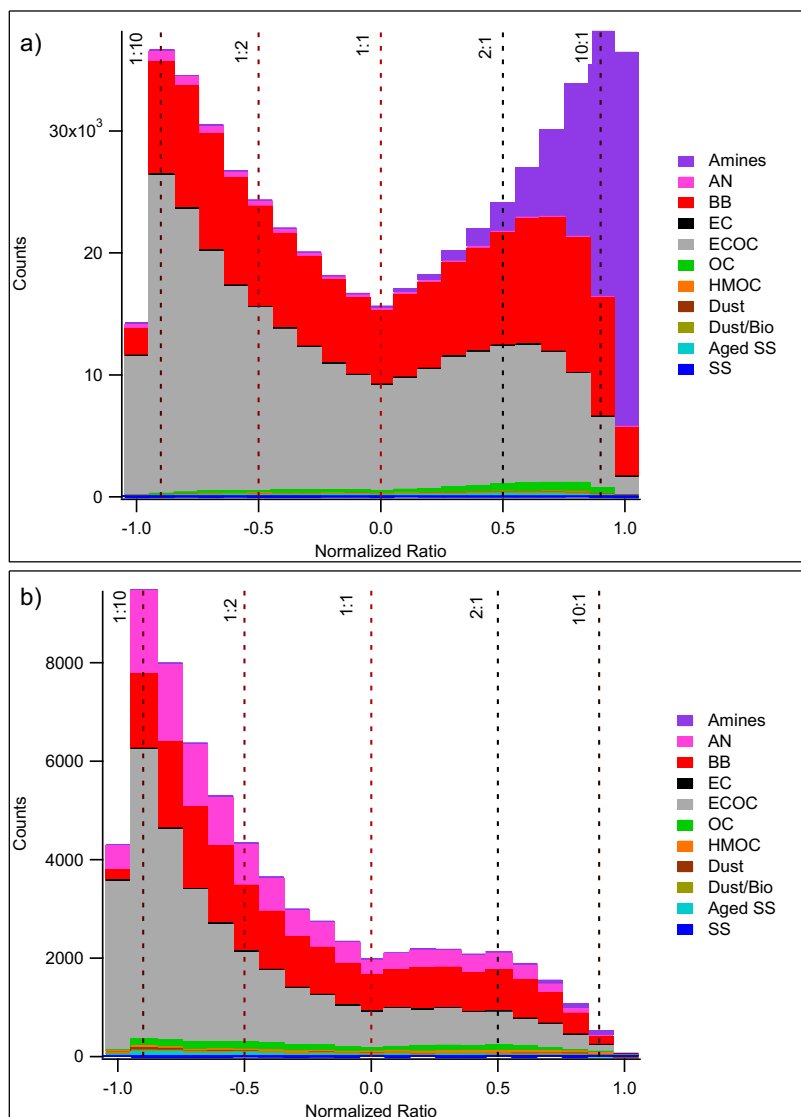 a)
1:10
1:2
1:1
2:1
10:1
30x10³
20
10
0
Counts
-1.0
-0.5
0.0
0.5
1.0
Normalized Ratio
Amines
AN
BB
EC
ECOC
OC
HMOC
Dust
Dust/Bio
Aged SS
SS
b)
1:10
1:2
1:1
2:1
10:1
8000
6000
4000
2000
0
Counts
-1.0
-0.5
0.0
0.5
1.0
Normalized Ratio
Amines
AN
BB
EC
ECOC
OC
HMOC
Dust
Dust/Bio
Aged SS
SS